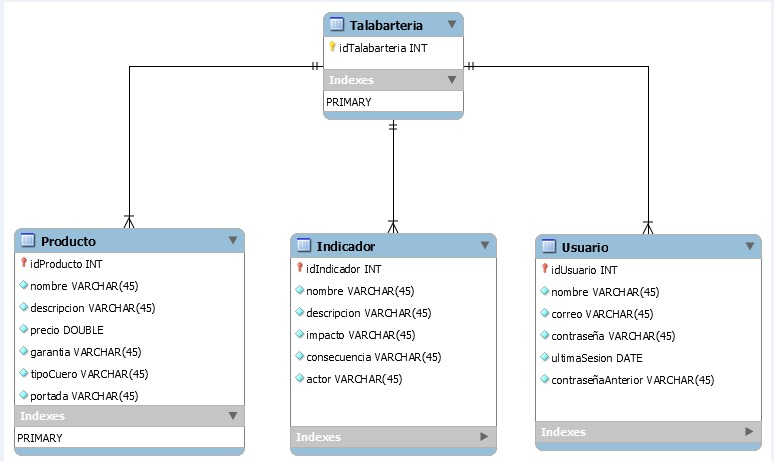 Talabarteria
idTalabarteria INT
Indexes
PRIMARY
Producto
idProducto INT
nombre VARCHAR(45)
descripcion VARCHAR(45)
precio DOUBLE
garantia VARCHAR(45)
tipoCuero VARCHAR(45)
portada VARCHAR(45)
Indexes
PRIMARY
Indicador
idIndicador INT
nombre VARCHAR(45)
descripcion VARCHAR(45)
impacto VARCHAR(45)
consecuencia VARCHAR(45)
actor VARCHAR(45)
Indexes
Usuario
idUsuario INT
nombre VARCHAR(45)
correo VARCHAR(45)
contraseña VARCHAR(45)
ultimaSesion DATE
contraseñaAnterior VARCHAR(45)
Indexes